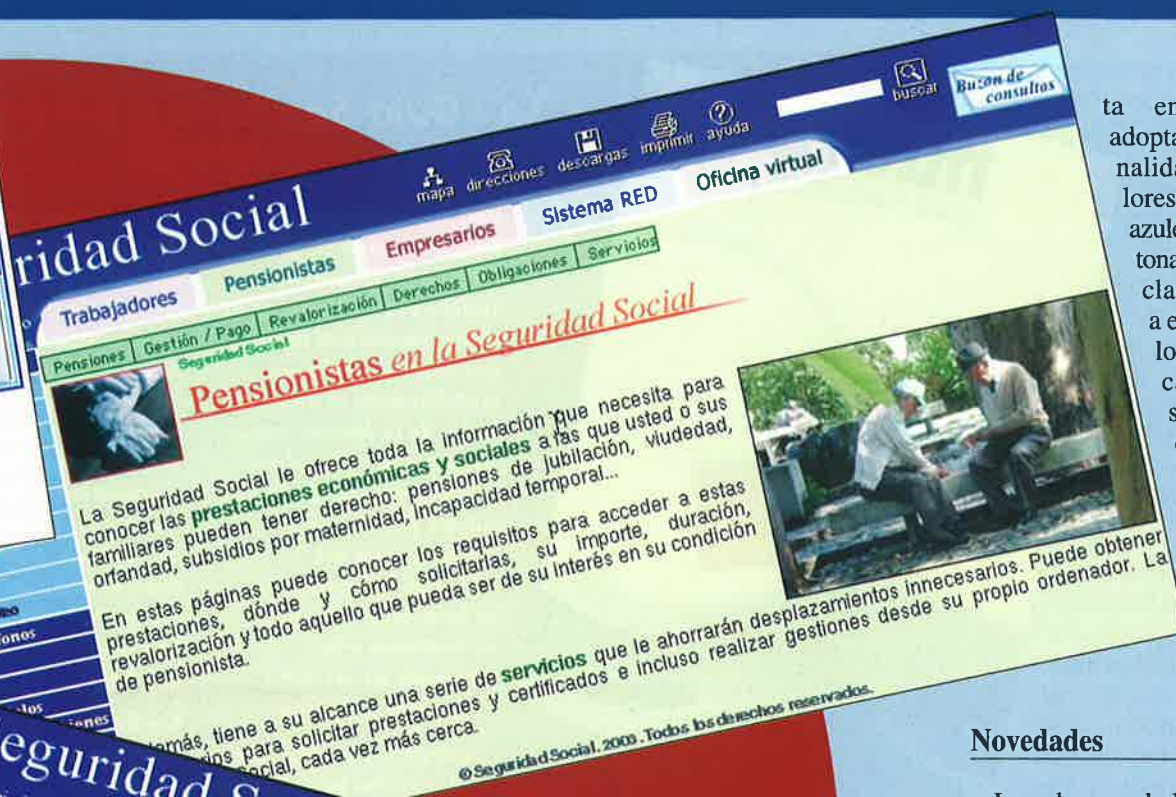 ridad Social
mapa
direcciones
descargas
imprimir
ayuda
buscar
Buzon de
consultas
Trabajadores
Pensionistas
Empresarios
Sistema RED
Oficina virtual
Pensiones
Gestión / Pago
Revalorización
Derechos
Obligaciones
Servicios
Seguridad Social
Pensionistas en la Seguridad Social
La Seguridad Social le ofrece toda la información que necesita para
conocer las prestaciones económicas y sociales a las que usted o sus
familiares pueden tener derecho: pensiones de jubilación, viudedad,
orfandad, subsidios por maternidad, incapacidad temporal...
En estas páginas puede conocer los requisitos para acceder a estas
prestaciones, dónde y cómo solicitarlas, su importe, duración,
revalorización y todo aquello que pueda ser de su interés en su condición
de pensionista.
más, tiene a su alcance una serie de servicios que le ahorrarán desplazamientos innecesarios. Puede obtener
rios para solicitar prestaciones y certificados e incluso realizar gestiones desde su propio ordenador. La
ocial, cada vez más cerca.
© Seguridad Social. 2003. Todos los derechos reservados.
eguridad S
ta en
adopta
nalida
lores
azule
tona
cla
a e
lo
ca
s
Novedades